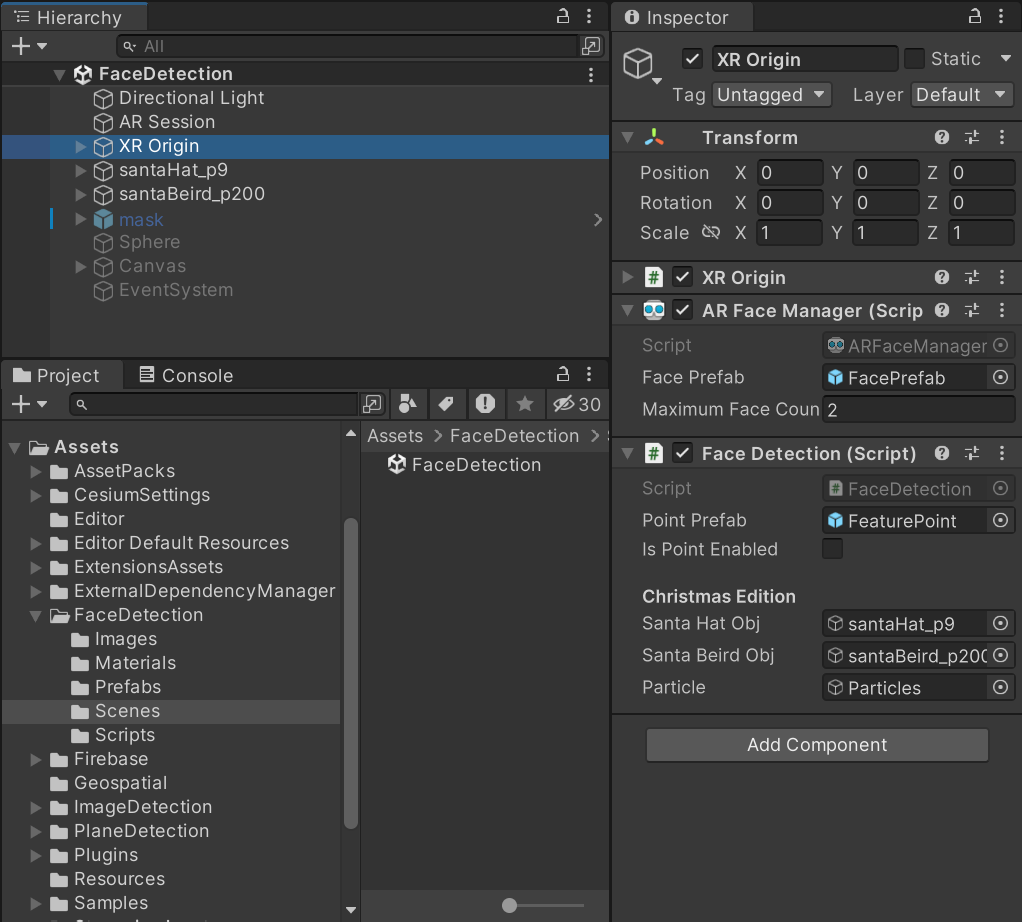 Hierarchy
All
FaceDetection
Directional Light
AR Session
XR Origin
santaHat_p9
santaBeird_p200
mask
Sphere
Canvas
EventSystem
Project
Console
30
Assets
AssetPacks
CesiumSettings
Editor
Editor Default Resources
ExtensionsAssets
ExternalDependencyManager
FaceDetection
Images
Materials
Prefabs
Scenes
Scripts
Firebase
Geospatial
ImageDetection
PlaneDetection
Plugins
Resources
Samples
Assets > FaceDetection >
FaceDetection
Inspector
XR Origin
Static
Tag Untagged Layer Default
Transform
Position X 0 Y 0 Z 0
Rotation X 0 Y 0 Z 0
Scale X 1 Y 1 Z 1
# XR Origin
AR Face Manager (Scrip
Script ARFaceManager
Face Prefab FacePrefab
Maximum Face Coun 2
# Face Detection (Script)
Script # FaceDetection
Point Prefab FeaturePoint
Is Point Enabled
Christmas Edition
Santa Hat Obj santaHat_p9
Santa Beird Obj santaBeird_p200
Particle Particles
Add Component